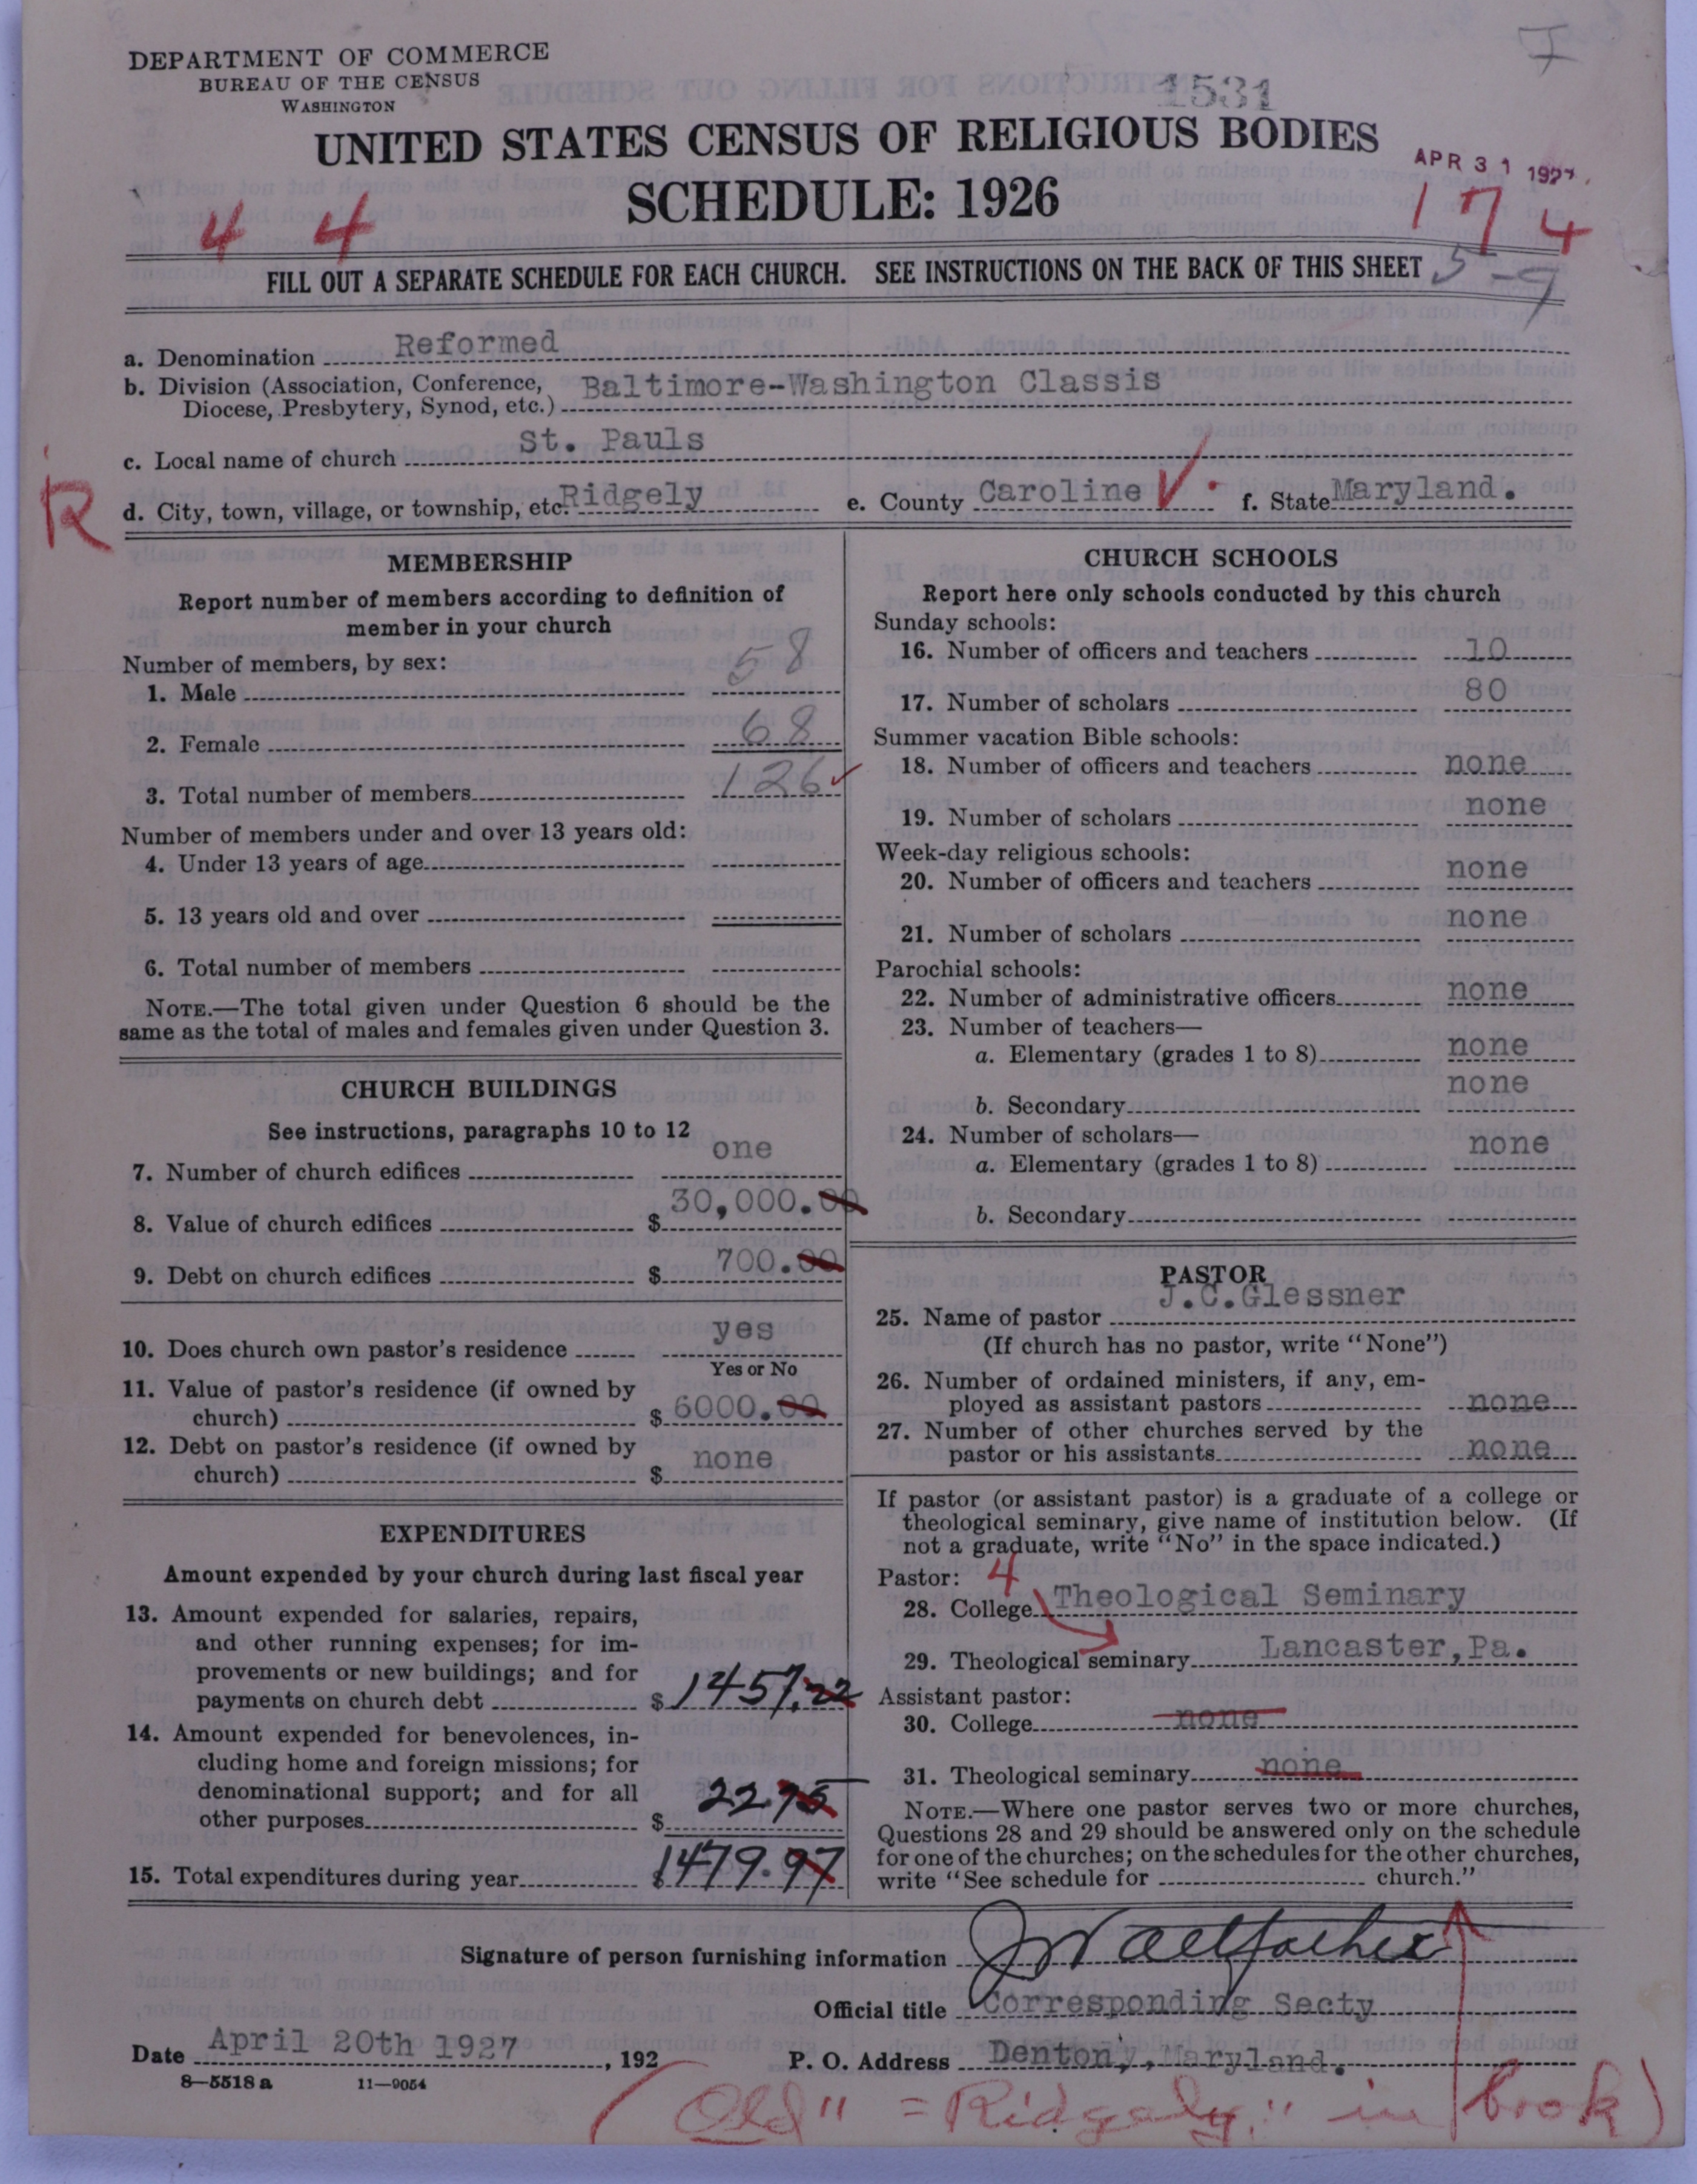 DEPARTMENT OF COMMERCE
BUREAU OF THE CENSUS
WASHINGTON
1531
UNITED STATES CENSUS OF RELIGIOUS BODIES
APR 31 1927
SCHEDULE: 1926
4 4
174
FILL OUT A SEPARATE SCHEDULE FOR EACH CHURCH. SEE INSTRUCTIONS ON THE BACK OF THIS SHEET
5-9
a. Denomination Reformed
b. Division (Association, Conference, Diocese, Presbytery, Synod, etc.) Baltimore-Washington Classis
c. Local name of church St. Pauls
R
d. City, town, village, or township, etc. Ridgely e. County Caroline f. State Maryland.
MEMBERSHIP
Report number of members according to definition of
member in your church
Number of members, by sex:
1. Male 58
2. Female 68
3. Total number of members 126
Number of members under and over 13 years old:
4. Under 13 years of age
5. 13 years old and over
6. Total number of members
NOTE.—The total given under Question 6 should be the
same as the total of males and females given under Question 3.
CHURCH BUILDINGS
See instructions, paragraphs 10 to 12
7. Number of church edifices one
8. Value of church edifices $ 30,000.00
9. Debt on church edifices $ 700.00
10. Does church own pastor's residence yes
Yes or No
11. Value of pastor's residence (if owned by
church) $ 6000.00
12. Debt on pastor's residence (if owned by
church) $ none
EXPENDITURES
Amount expended by your church during last fiscal year
13. Amount expended for salaries, repairs,
and other running expenses; for im-
provements or new buildings; and for
payments on church debt $ 1457.22
14. Amount expended for benevolences, in-
cluding home and foreign missions; for
denominational support; and for all
other purposes $ 22.75
15. Total expenditures during year $ 1479.97
CHURCH SCHOOLS
Report here only schools conducted by this church
Sunday schools:
16. Number of officers and teachers 10
17. Number of scholars 80
Summer vacation Bible schools:
18. Number of officers and teachers none
19. Number of scholars none
Week-day religious schools:
20. Number of officers and teachers none
21. Number of scholars none
Parochial schools:
22. Number of administrative officers none
23. Number of teachers—
a. Elementary (grades 1 to 8) none
b. Secondary none
24. Number of scholars—
a. Elementary (grades 1 to 8) none
b. Secondary
PASTOR
25. Name of pastor J.C.Glessner
(If church has no pastor, write "None")
26. Number of ordained ministers, if any, em-
ployed as assistant pastors none
27. Number of other churches served by the
pastor or his assistants none
If pastor (or assistant pastor) is a graduate of a college or
theological seminary, give name of institution below. (If
not a graduate, write "No" in the space indicated.)
Pastor: 4
28. College Theological Seminary
29. Theological seminary Lancaster,Pa.
Assistant pastor:
30. College none
31. Theological seminary none
NOTE.—Where one pastor serves two or more churches,
Questions 28 and 29 should be answered only on the schedule
for one of the churches; on the schedules for the other churches,
write "See schedule for church."
Signature of person furnishing information
Official title Corresponding Secty
Date April 20th 1927, 192 P. O. Address Denton, Maryland.
8—5518 a 11—9054
(Old" = Ridgely" in book)